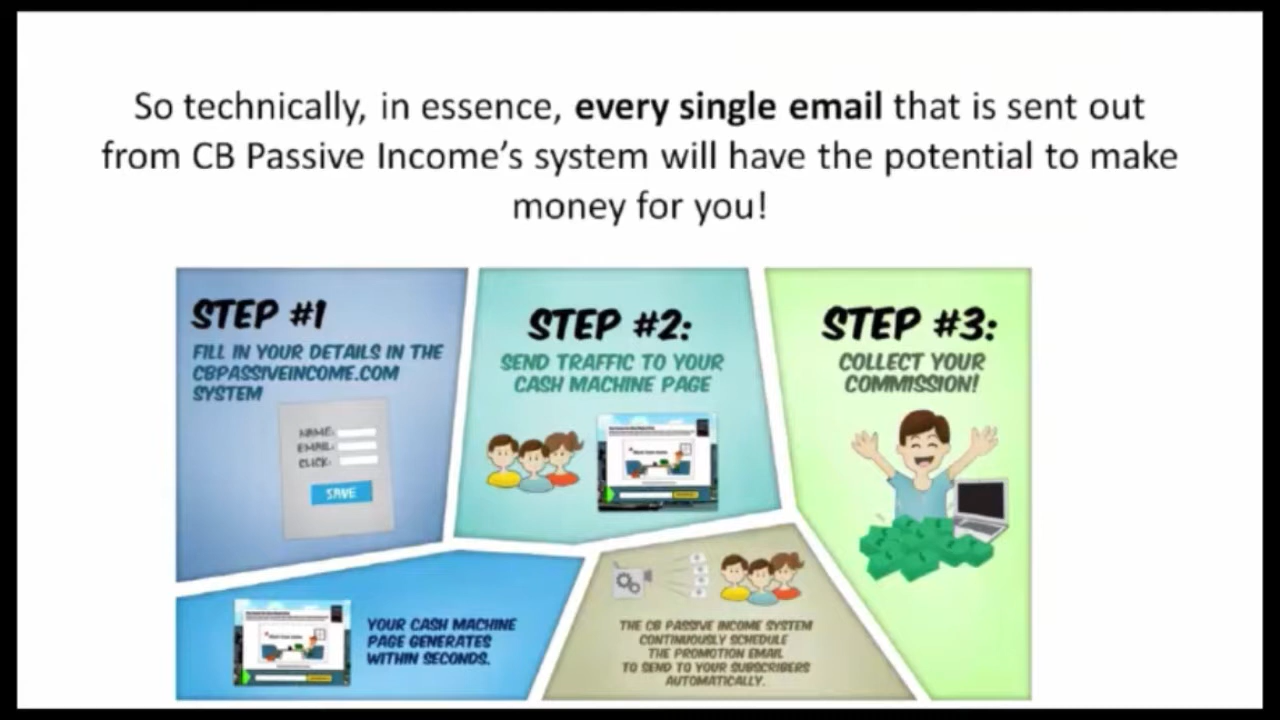 So technically, in essence, every single email that is sent out
from CB Passive Income's system will have the potential to make
money for you!
STEP #1
FILL IN YOUR DETAILS IN THE
CBPASSIVEINCOME.COM
SYSTEM
NAME:
EMAIL:
CLICK:
SAVE
STEP #2:
SEND TRAFFIC TO YOUR
CASH MACHINE PAGE
STEP #3:
COLLECT YOUR
COMMISSION!
YOUR CASH MACHINE
PAGE GENERATES
WITHIN SECONDS.
THE CB PASSIVE INCOME SYSTEM
CONTINUOUSLY SCHEDULE
THE PROMOTION EMAIL
TO SEND TO YOUR SUBSCRIBERS
AUTOMATICALLY.